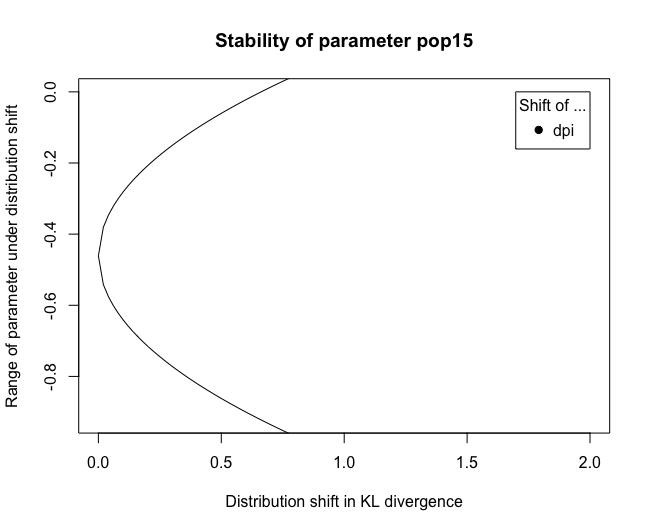 Stability of parameter pop15
Range of parameter under distribution shift
0.0
-0.2
-0.4
-0.6
-0.8
Shift of ...
dpi
0.0 0.5 1.0 1.5 2.0
Distribution shift in KL divergence